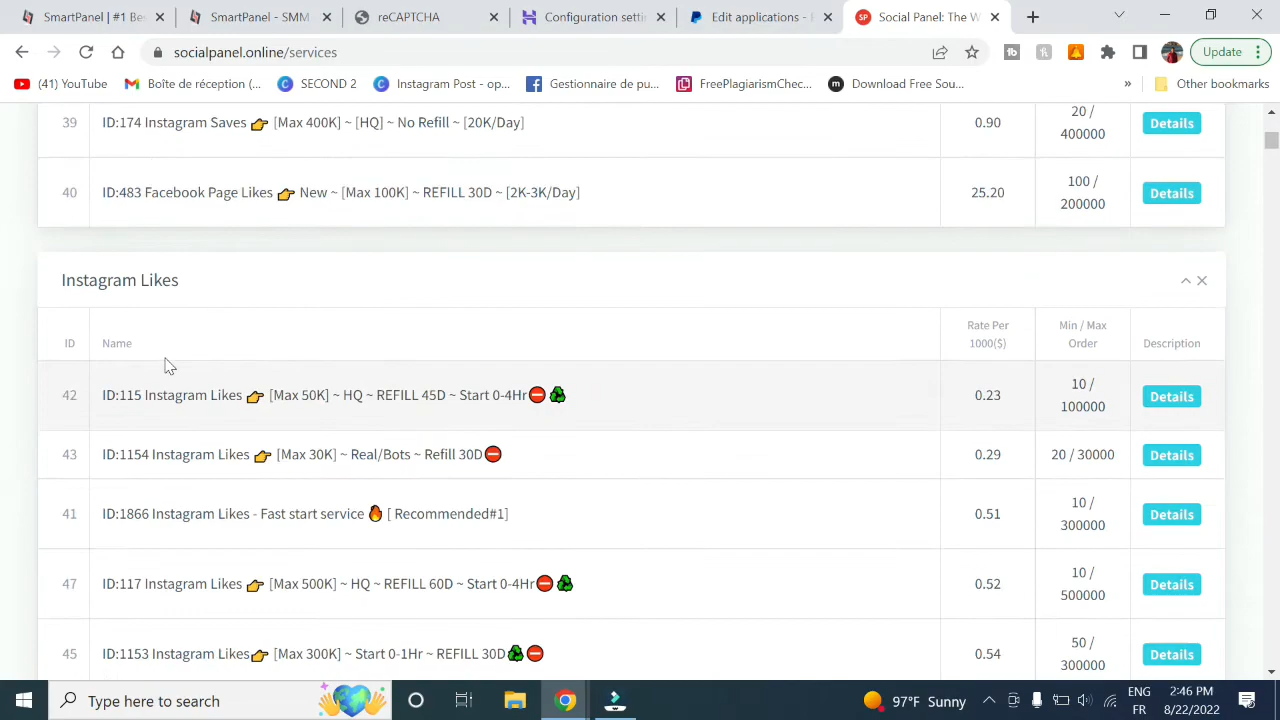 SmartPanel | #1 Be
SmartPanel - SMM
reCAPTCHA
Configuration setti
Edit applications - 
SP Social Panel: The W
socialpanel.online/services
Update
(41) YouTube
Boîte de réception (...
SECOND 2
Instagram Post - op...
Gestionnaire de pu...
FreePlagiarismChec...
Download Free Sou...
»
Other bookmarks
39 ID:174 Instagram Saves 👉 [Max 400K] ~ [HQ] ~ No Refill ~ [20K/Day] 0.90 20 / 400000 Details
40 ID:483 Facebook Page Likes 👉 New ~ [Max 100K] ~ REFILL 30D ~ [2K-3K/Day] 25.20 100 / 200000 Details
Instagram Likes
ID Name Rate Per 1000($) Min / Max Order Description
42 ID:115 Instagram Likes 👉 [Max 50K] ~ HQ ~ REFILL 45D ~ Start 0-4Hr⛔♻ 0.23 10 / 100000 Details
43 ID:1154 Instagram Likes 👉 [Max 30K] ~ Real/Bots ~ Refill 30D⛔ 0.29 20 / 30000 Details
41 ID:1866 Instagram Likes - Fast start service 🔥 [ Recommended#1] 0.51 10 / 300000 Details
47 ID:117 Instagram Likes 👉 [Max 500K] ~ HQ ~ REFILL 60D ~ Start 0-4Hr⛔♻ 0.52 10 / 500000 Details
45 ID:1153 Instagram Likes👉 [Max 300K] ~ Start 0-1Hr ~ REFILL 30D♻⛔ 0.54 50 / 300000 Details
Type here to search
97°F Sunny
ENG
FR
2:46 PM
8/22/2022